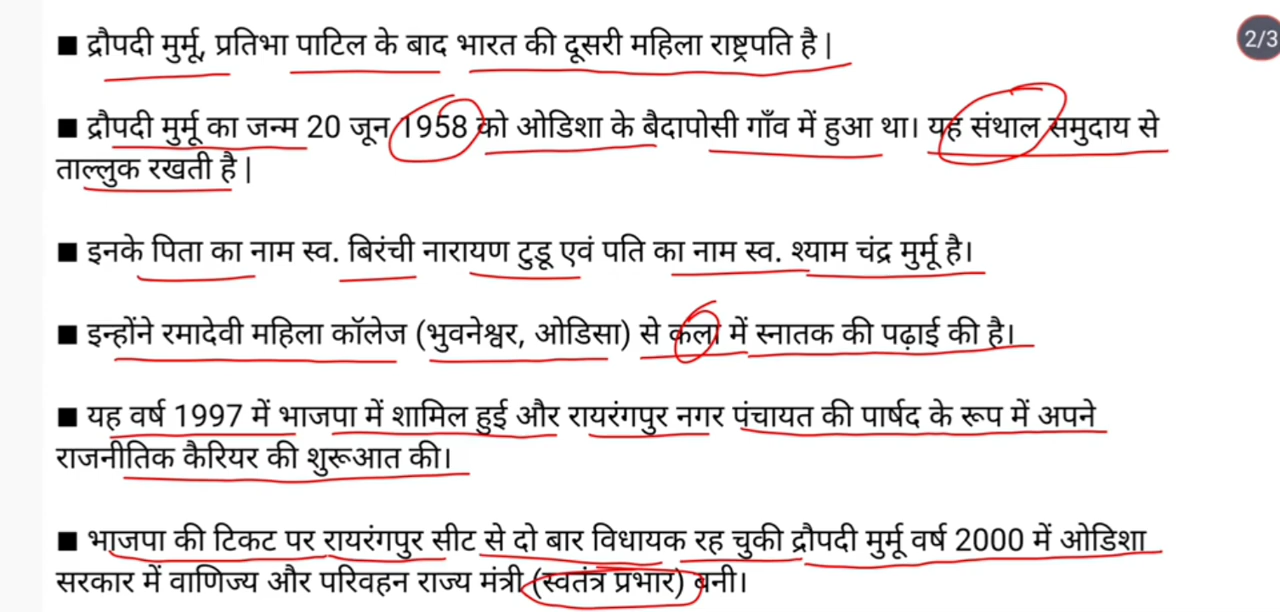 ■ द्रौपदी मुर्मू, प्रतिभा पाटिल के बाद भारत की दूसरी महिला राष्ट्रपति है|
2/3
■ द्रौपदी मुर्मू का जन्म 20 जून 1958 को ओडिशा के बैदापोसी गाँव में हुआ था। यह संथाल समुदाय से
ताल्लुक रखती है|
■ इनके पिता का नाम स्व. बिरंची नारायण टुडू एवं पति का नाम स्व. श्याम चंद्र मुर्मू है।
■ इन्होंने रमादेवी महिला कॉलेज (भुवनेश्वर, ओडिसा) से कला में स्नातक की पढ़ाई की है।
■ यह वर्ष 1997 में भाजपा में शामिल हुई और रायरंगपुर नगर पंचायत की पार्षद के रूप में अपने
राजनीतिक कैरियर की शुरूआत की।
■ भाजपा की टिकट पर रायरंगपुर सीट से दो बार विधायक रह चुकी द्रौपदी मुर्मू वर्ष 2000 में ओडिशा
सरकार में वाणिज्य और परिवहन राज्य मंत्री (स्वतंत्र प्रभार) बनी।